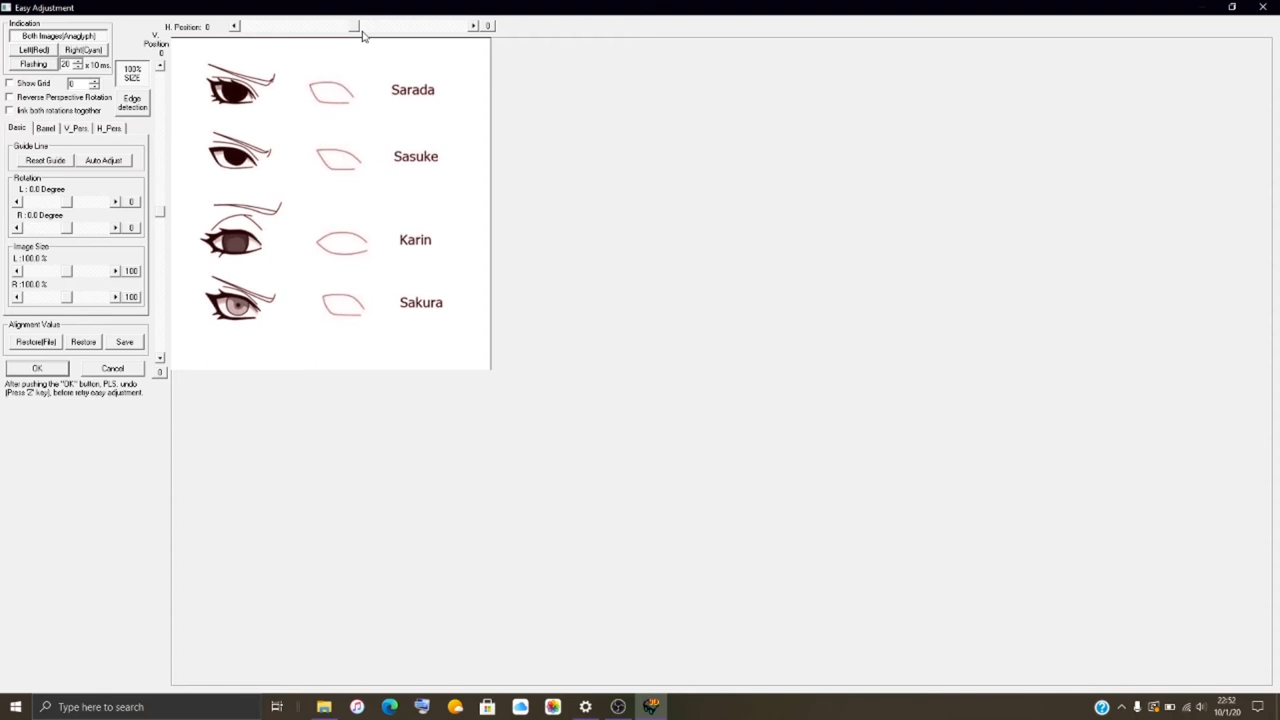 Easy Adjustment
Indication
Both Images(Anaglyph)
Left(Red) Right(Cyan)
Flashing 20 x 10 ms.
Show Grid 0
Reverse Perspective Rotation
link both rotations together
V. Position 0
100% SIZE
Edge detection
Basic Barrel V_Pers. H_Pers.
Guide Line
Reset Guide Auto Adjust
Rotation
L : 0.0 Degree
0
R : 0.0 Degree
0
Image Size
L :100.0 %
100
R :100.0 %
100
Alignment Value
Restore(File) Restore Save
OK Cancel
0
After pushing the "OK" button, PLS. undo
(Press 'Z' key), before retry easy adjustment.
H. Position: 0
0
Sarada
Sasuke
Karin
Sakura
Type here to search
22:52
10/1/20